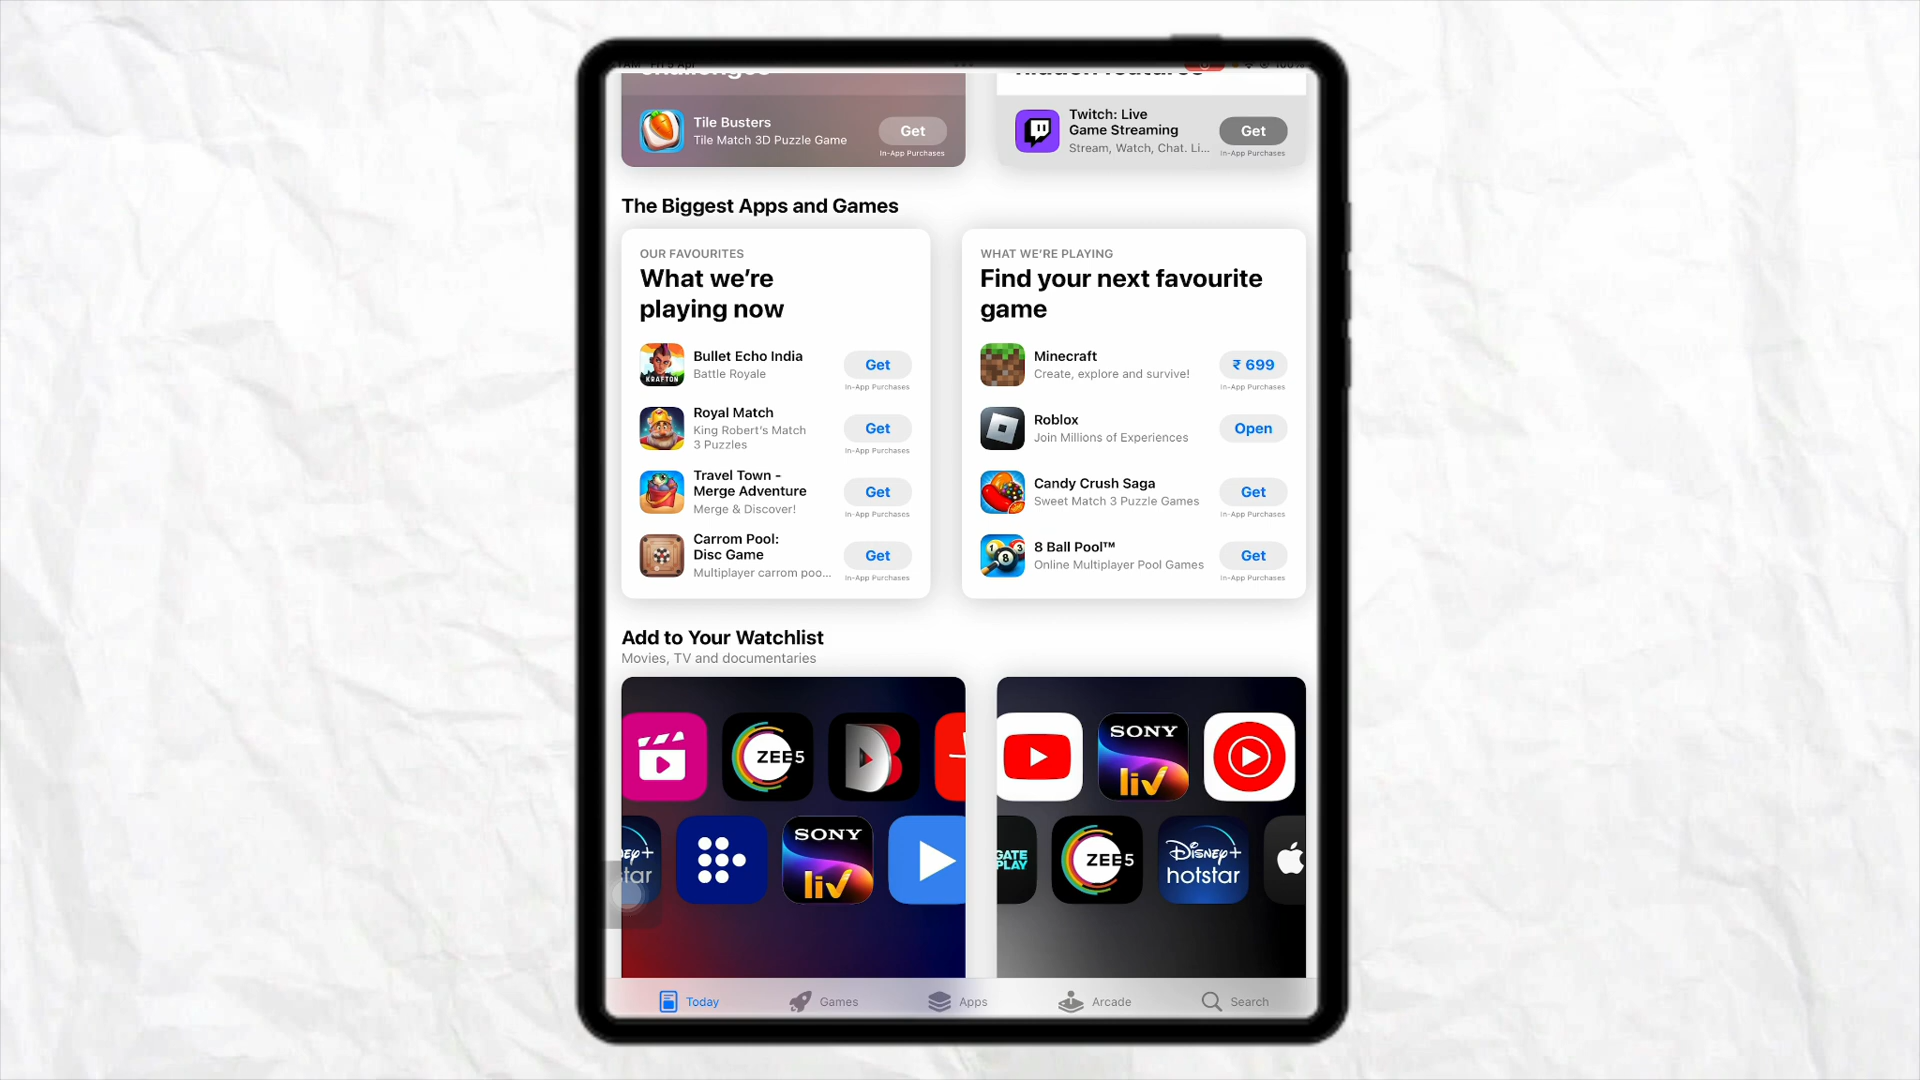 Tile Busters
Tile Match 3D Puzzle Game
Get
In-App Purchases
Twitch: Live
Game Streaming
Stream, Watch, Chat. Li...
Get
In-App Purchases
The Biggest Apps and Games
OUR FAVOURITES
What we're
playing now
KRAFTON
Bullet Echo India
Battle Royale
Get
In-App Purchases
Royal Match
King Robert's Match
3 Puzzles
Get
In-App Purchases
Travel Town -
Merge Adventure
Merge & Discover!
Get
In-App Purchases
Carrom Pool:
Disc Game
Multiplayer carrom poo...
Get
In-App Purchases
WHAT WE'RE PLAYING
Find your next favourite
game
Minecraft
Create, explore and survive!
₹ 699
In-App Purchases
Roblox
Join Millions of Experiences
Open
Candy Crush Saga
Sweet Match 3 Puzzle Games
Get
In-App Purchases
8 Ball Pool™
Online Multiplayer Pool Games
Get
In-App Purchases
Add to Your Watchlist
Movies, TV and documentaries
ZEE5
SONY
liv
SONY
liv
GATE
PLAY
ZEE5
Disney+
hotstar
Today
Games
Apps
Arcade
Search